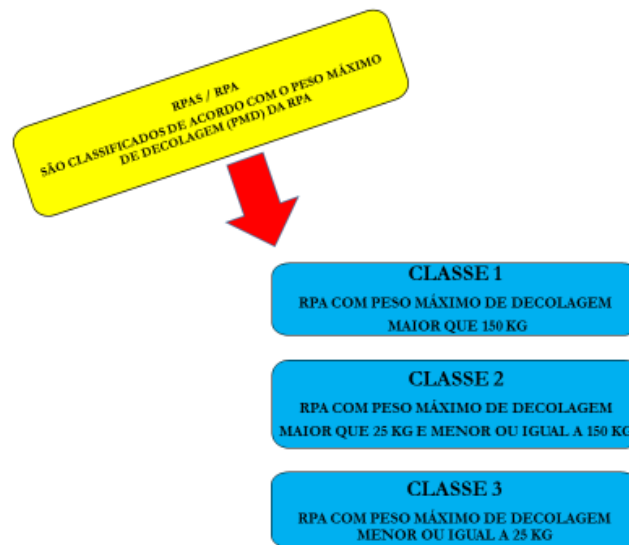 RPAS / RPA
SÃO CLASSIFICADOS DE ACORDO COM O PESO MÁXIMO
DE DECOLAGEM (PMD) DA RPA
CLASSE 1
RPA COM PESO MÁXIMO DE DECOLAGEM
MAIOR QUE 150 KG
CLASSE 2
RPA COM PESO MÁXIMO DE DECOLAGEM
MAIOR QUE 25 KG E MENOR OU IGUAL A 150 KG
CLASSE 3
RPA COM PESO MÁXIMO DE DECOLAGEM
MENOR OU IGUAL A 25 KG